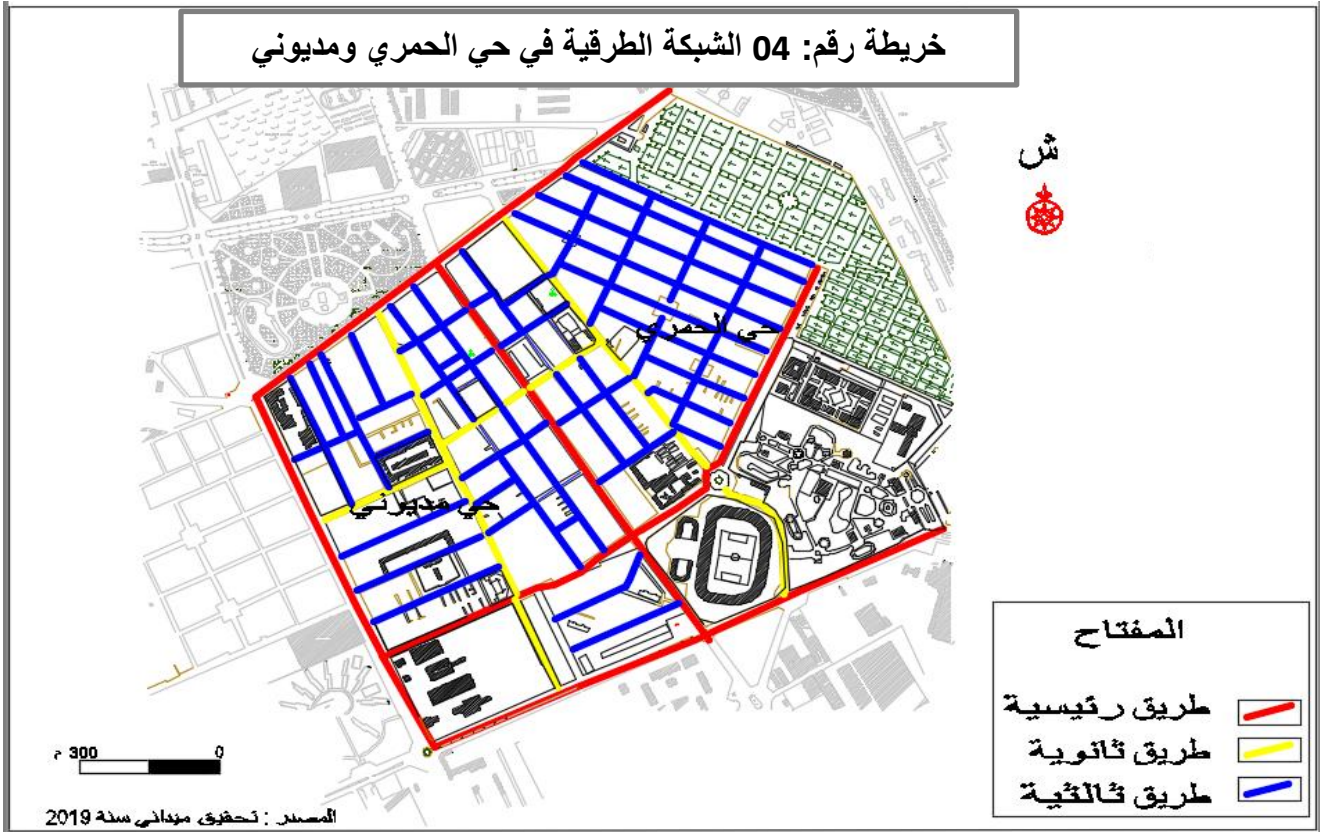 خريطة رقم: 04 الشبكة الطرقية في حي الحمري ومديوني
ش
حي الحمري
حي مديوني
المفتاح
طريق رئيسية
طريق ثانوية
طريق ثالثية
300 م 0
المصدر : تحقيق ميداني سنة 2019